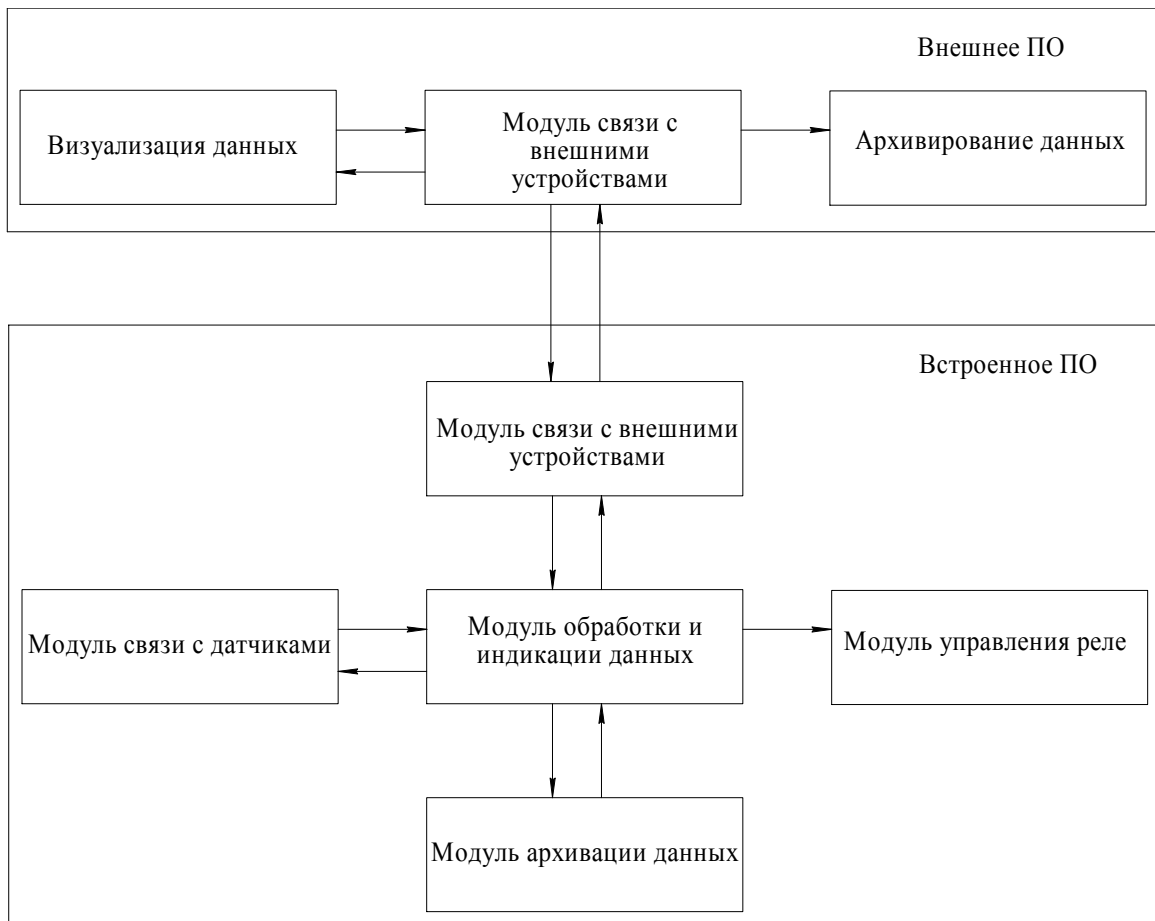 Внешнее ПО
Визуализация данных
Модуль связи с
внешними
устройствами
Архивирование данных
Встроенное ПО
Модуль связи с внешними
устройствами
Модуль связи с датчиками
Модуль обработки и
индикации данных
Модуль управления реле
Модуль архивации данных